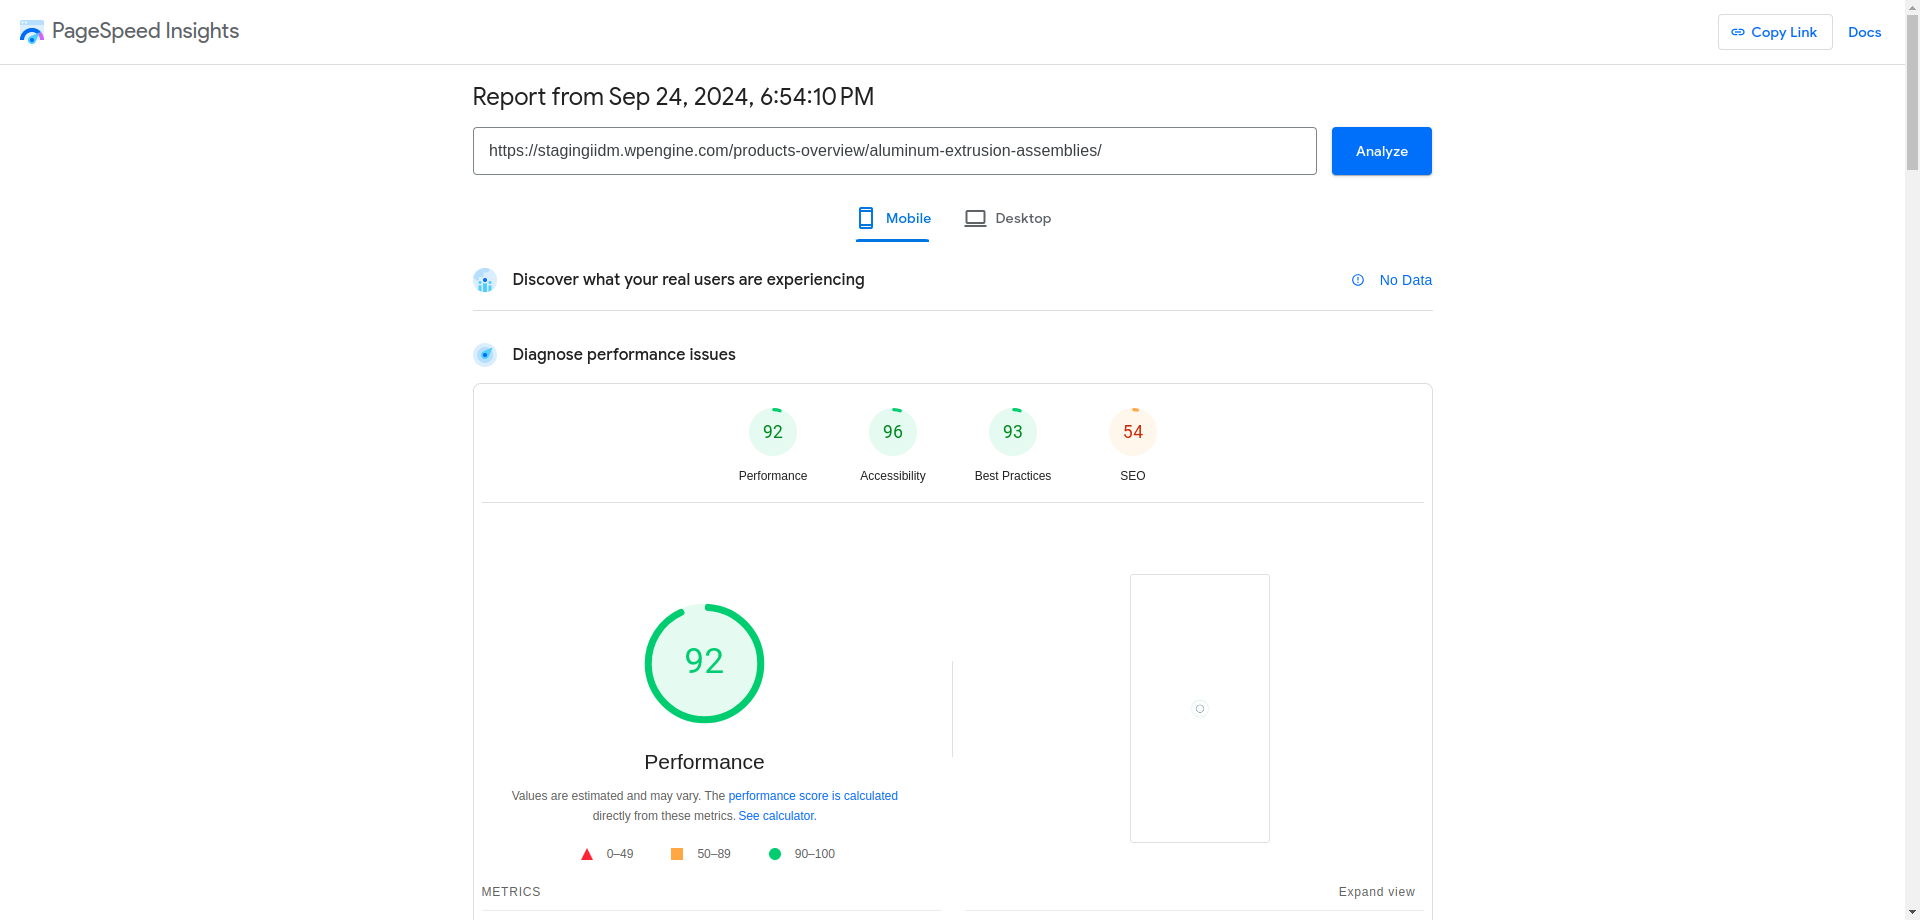 PageSpeed Insights
Copy Link
Docs
Report from Sep 24, 2024, 6:54:10 PM
https://stagingiidm.wpengine.com/products-overview/aluminum-extrusion-assemblies/
Analyze
Mobile
Desktop
Discover what your real users are experiencing
No Data
Diagnose performance issues
92
96
93
54
Performance
Accessibility
Best Practices
SEO
92
Performance
Values are estimated and may vary. The performance score is calculated
directly from these metrics. See calculator.
0–49
50–89
90–100
METRICS
Expand view